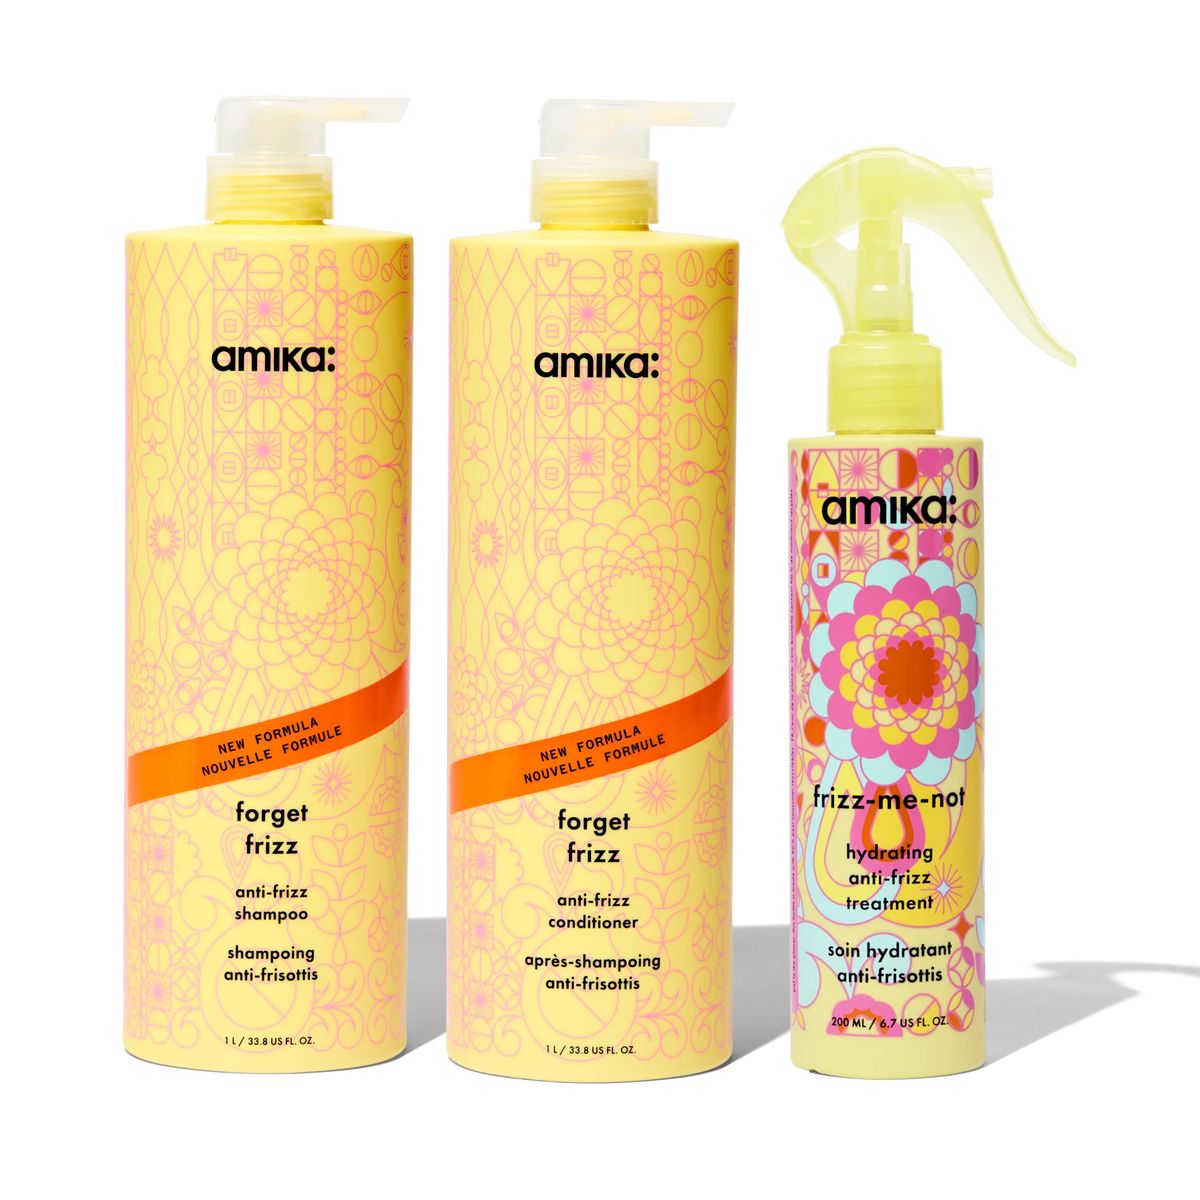 amika:
NEW FORMULA
NOUVELLE FORMULE
forget
frizz
anti-frizz
shampoo
shampoing
anti-frisottis
1 L / 33.8 US FL. OZ.
amika:
NEW FORMULA
NOUVELLE FORMULE
forget
frizz
anti-frizz
conditioner
après-shampoing
anti-frisottis
1 L / 33.8 US FL. OZ.
amika:
frizz-me-not
hydrating
anti-frizz
treatment
soin hydratant
anti-frisottis
200 ML / 6.7 US FL. OZ.